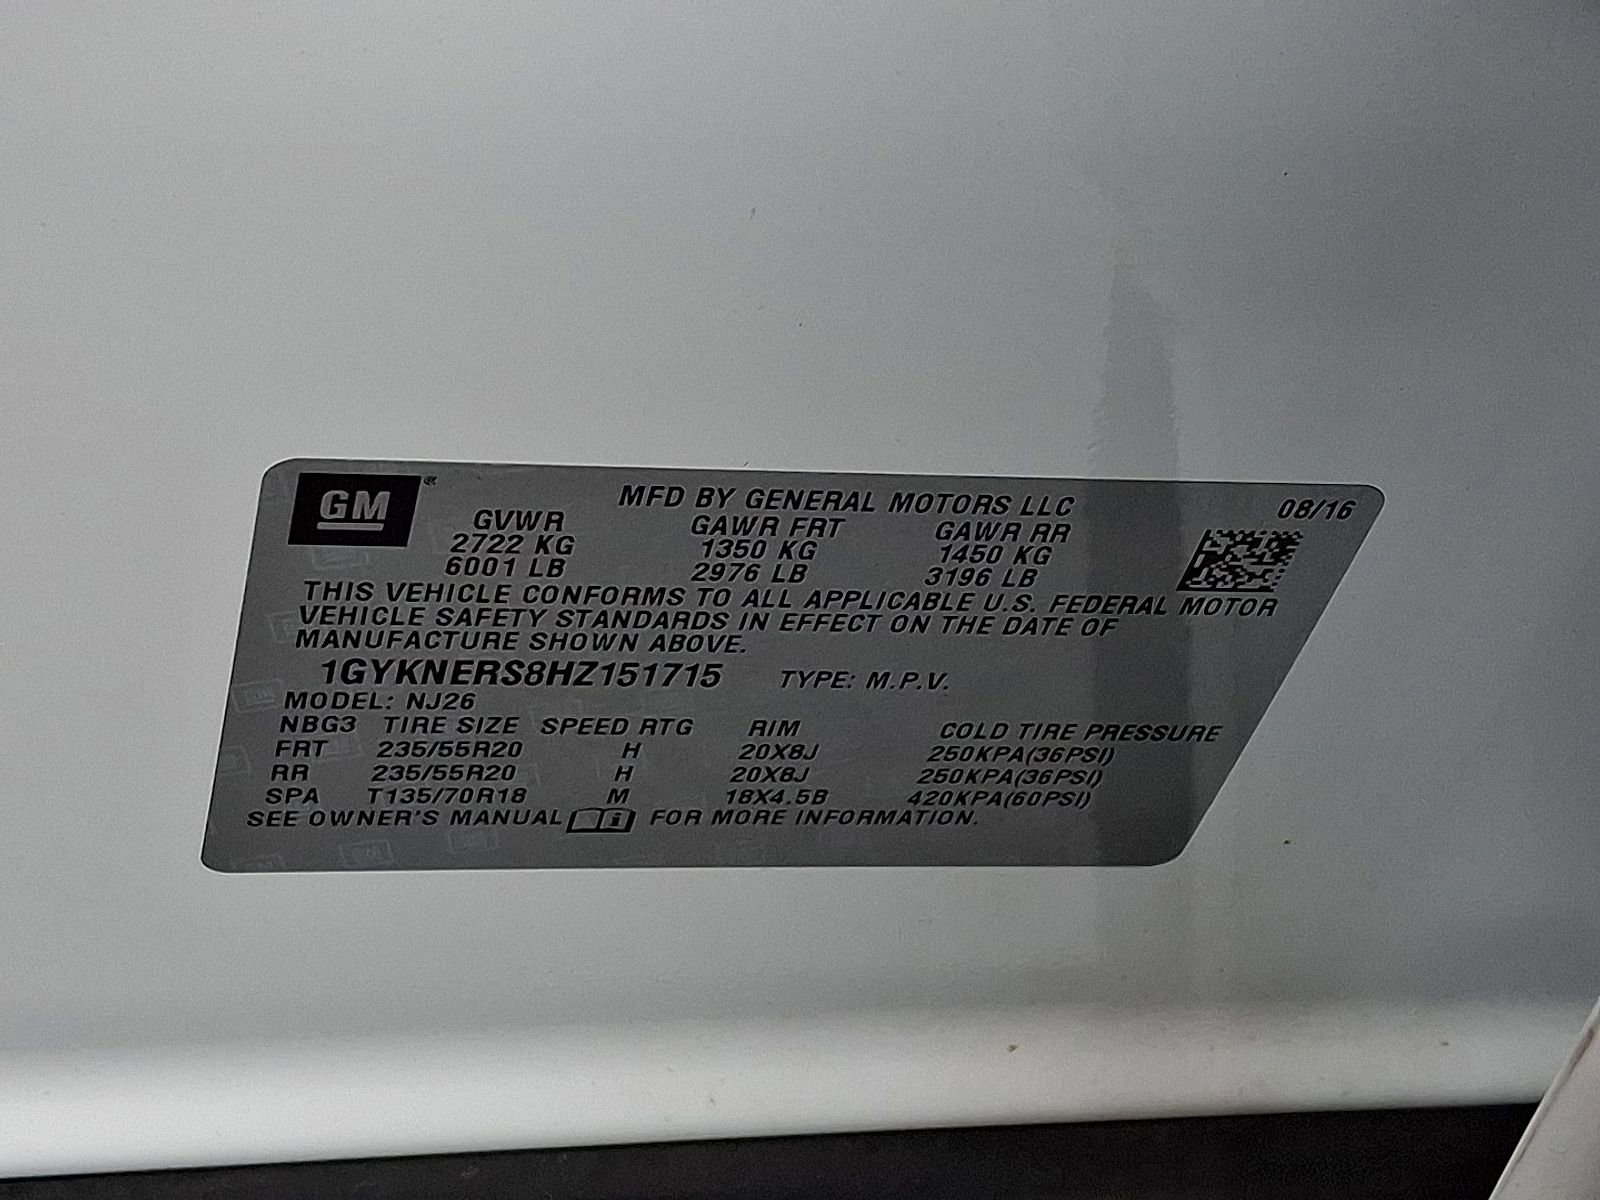 GM
MFD BY GENERAL MOTORS LLC 08/16
GVWR GAWR FRT GAWR RR
2722 KG 1350 KG 1450 KG
6001 LB 2976 LB 3196 LB
THIS VEHICLE CONFORMS TO ALL APPLICABLE U.S. FEDERAL MOTOR
VEHICLE SAFETY STANDARDS IN EFFECT ON THE DATE OF
MANUFACTURE SHOWN ABOVE.
1GYKNERS8HZ151715 TYPE: M.P.V.
MODEL: NJ26
NBG3 TIRE SIZE SPEED RTG RIM COLD TIRE PRESSURE
FRT 235/55R20 H 20X8J 250KPA(36PSI)
RR 235/55R20 H 20X8J 250KPA(36PSI)
SPA T135/70R18 M 18X4.5B 420KPA(60PSI)
SEE OWNER'S MANUAL FOR MORE INFORMATION.